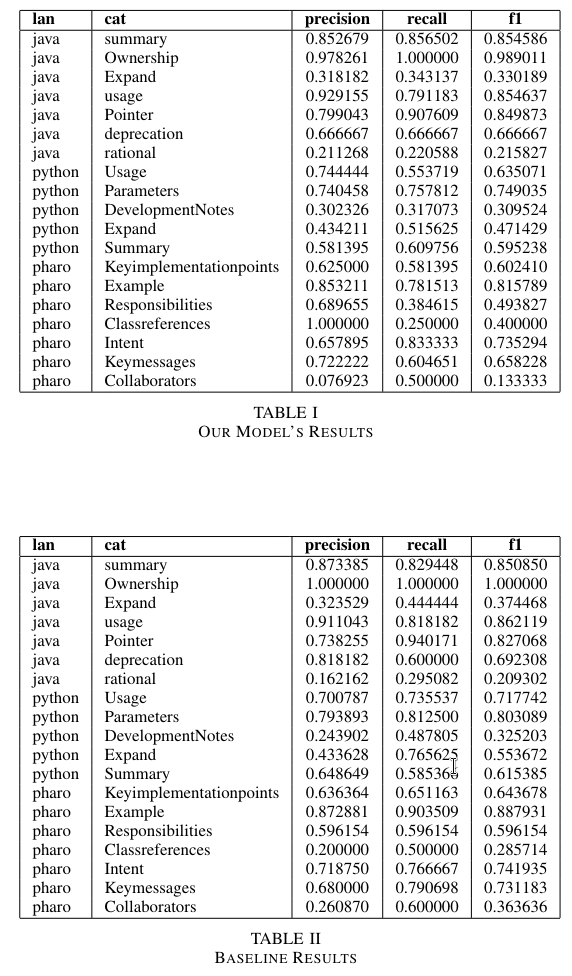 lan cat precision recall f1
java summary 0.852679 0.856502 0.854586
java Ownership 0.978261 1.000000 0.989011
java Expand 0.318182 0.343137 0.330189
java usage 0.929155 0.791183 0.854637
java Pointer 0.799043 0.907609 0.849873
java deprecation 0.666667 0.666667 0.666667
java rational 0.211268 0.220588 0.215827
python Usage 0.744444 0.553719 0.635071
python Parameters 0.740458 0.757812 0.749035
python DevelopmentNotes 0.302326 0.317073 0.309524
python Expand 0.434211 0.515625 0.471429
python Summary 0.581395 0.609756 0.595238
pharo Keyimplementationpoints 0.625000 0.581395 0.602410
pharo Example 0.853211 0.781513 0.815789
pharo Responsibilities 0.689655 0.384615 0.493827
pharo Classreferences 1.000000 0.250000 0.400000
pharo Intent 0.657895 0.833333 0.735294
pharo Keymessages 0.722222 0.604651 0.658228
pharo Collaborators 0.076923 0.500000 0.133333
TABLE I
OUR MODEL'S RESULTS
lan cat precision recall f1
java summary 0.873385 0.829448 0.850850
java Ownership 1.000000 1.000000 1.000000
java Expand 0.323529 0.444444 0.374468
java usage 0.911043 0.818182 0.862119
java Pointer 0.738255 0.940171 0.827068
java deprecation 0.818182 0.600000 0.692308
java rational 0.162162 0.295082 0.209302
python Usage 0.700787 0.735537 0.717742
python Parameters 0.793893 0.812500 0.803089
python DevelopmentNotes 0.243902 0.487805 0.325203
python Expand 0.433628 0.765625 0.553672
python Summary 0.648649 0.585366 0.615385
pharo Keyimplementationpoints 0.636364 0.651163 0.643678
pharo Example 0.872881 0.903509 0.887931
pharo Responsibilities 0.596154 0.596154 0.596154
pharo Classreferences 0.200000 0.500000 0.285714
pharo Intent 0.718750 0.766667 0.741935
pharo Keymessages 0.680000 0.790698 0.731183
pharo Collaborators 0.260870 0.600000 0.363636
TABLE II
BASELINE RESULTS